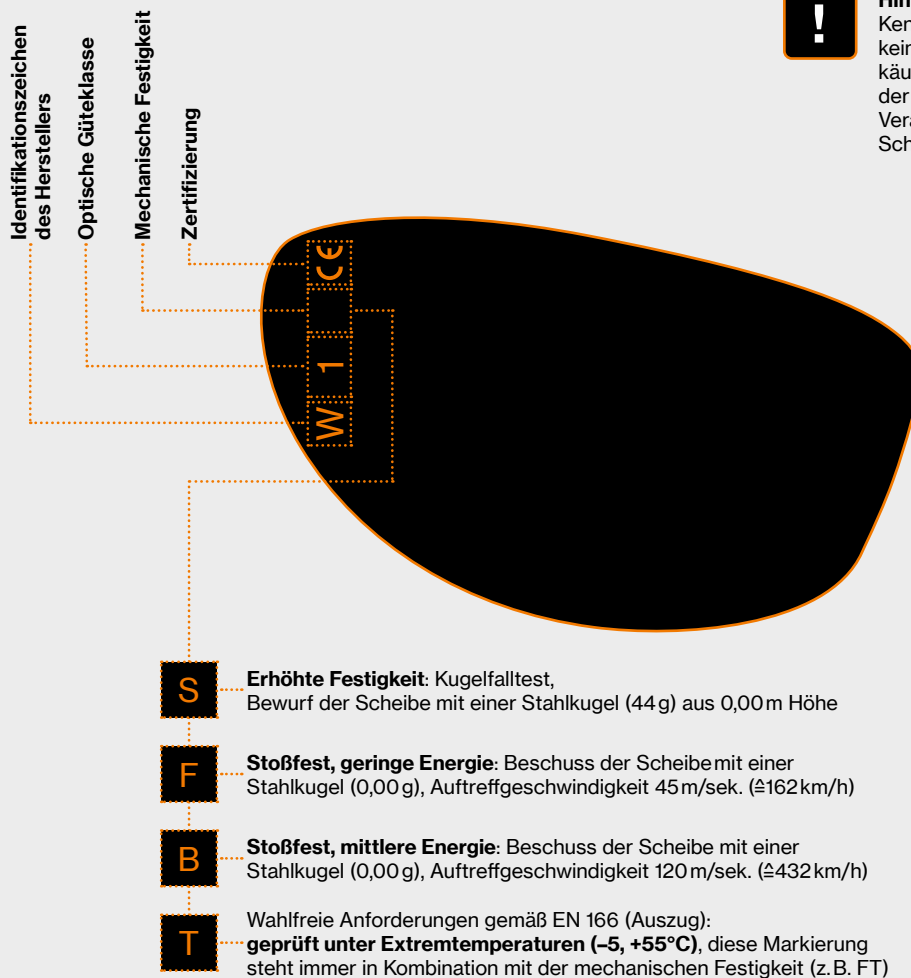 Identifikationszeichen
des Herstellers
Optische Güteklasse
Mechanische Festigkeit
Zertifizierung
!
Ken
kein
käu
der
Vera
Sch
CE
1
W
S
Erhöhte Festigkeit: Kugelfalltest,
Bewurf der Scheibe mit einer Stahlkugel (44 g) aus 0,00 m Höhe
F
Stoßfest, geringe Energie: Beschuss der Scheibe mit einer
Stahlkugel (0,00 g), Auftreffgeschwindigkeit 45 m/sek. (≙162 km/h)
B
Stoßfest, mittlere Energie: Beschuss der Scheibe mit einer
Stahlkugel (0,00 g), Auftreffgeschwindigkeit 120 m/sek. (≙432 km/h)
T
Wahlfreie Anforderungen gemäß EN 166 (Auszug):
geprüft unter Extremtemperaturen (–5, +55°C), diese Markierung
steht immer in Kombination mit der mechanischen Festigkeit (z. B. FT)